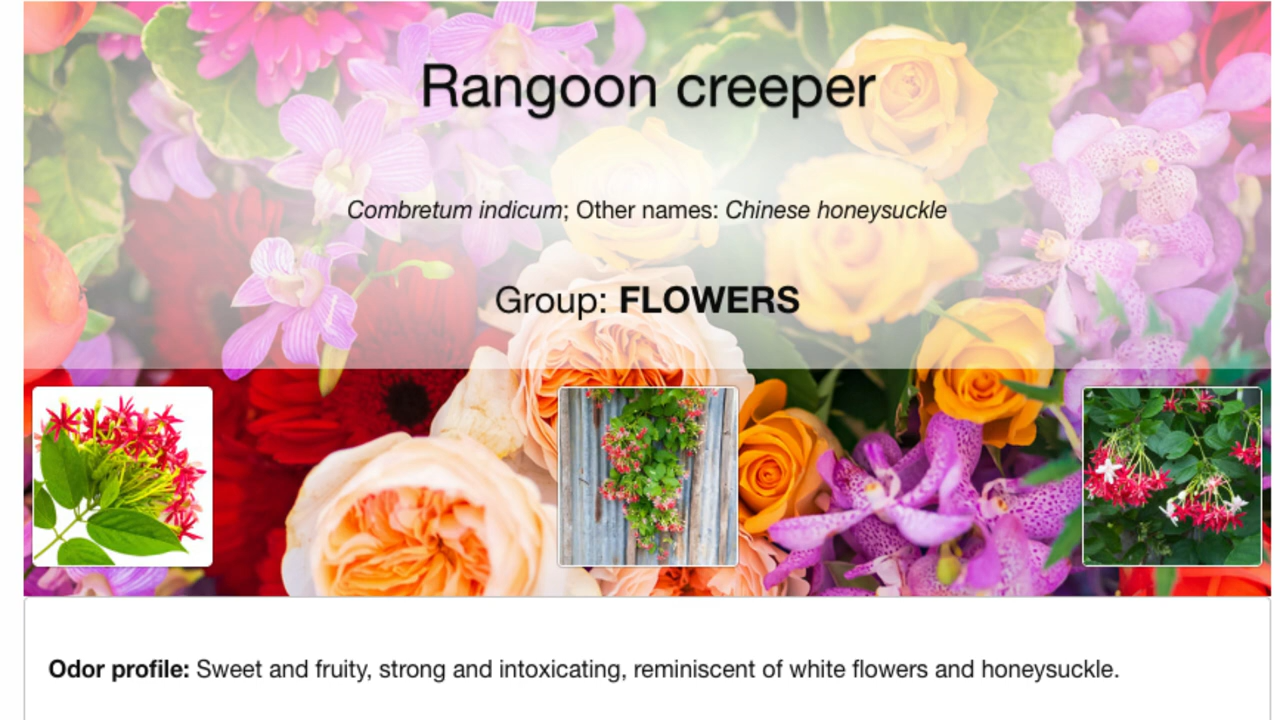 Rangoon creeper
Combretum indicum; Other names: Chinese honeysuckle
Group: FLOWERS
Odor profile: Sweet and fruity, strong and intoxicating, reminiscent of white flowers and honeysuckle.